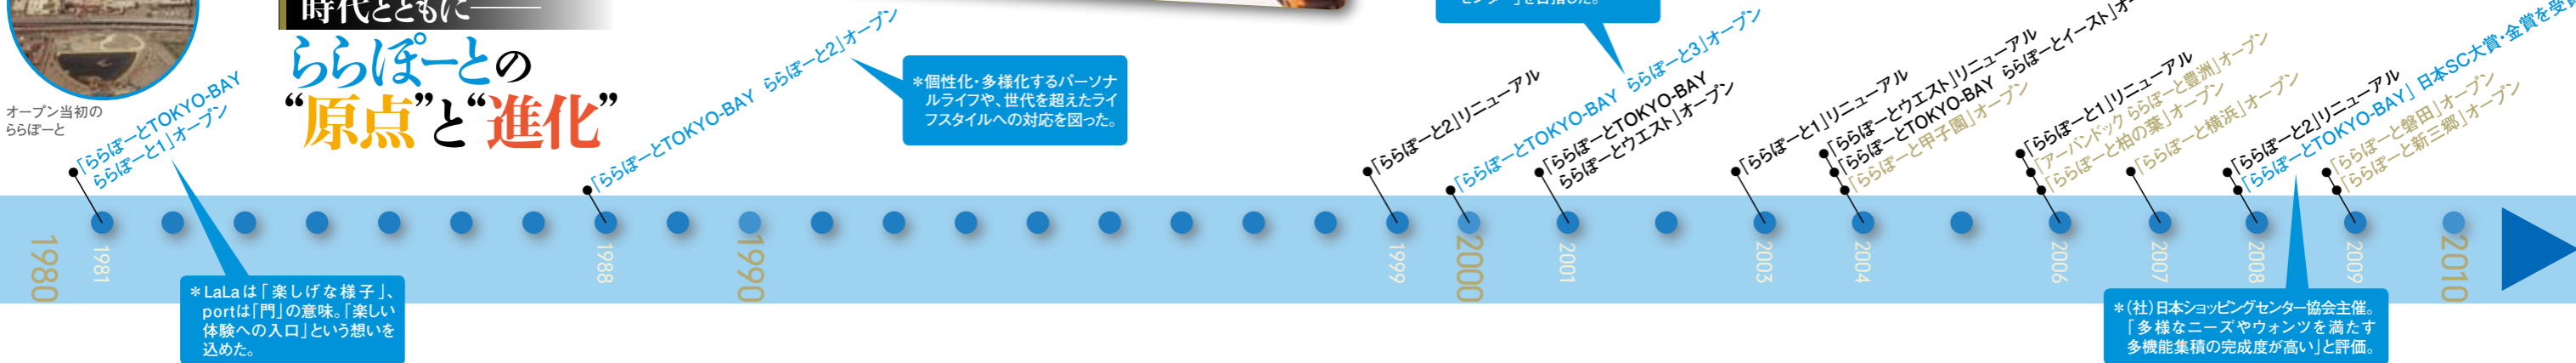 時代とともに——
ららぽーとの
“原点”と“進化”
オープン当初の
ららぽーと
「ららぽーとTOKYO-BAY
ららぽーと1」オープン
「ららぽーとTOKYO-BAY ららぽーと2」オープン
*個性化・多様化するパーソナ
ルライフや、世代を超えたライ
フスタイルへの対応を図った。
「ららぽーと2」リニューアル
「ららぽーとTOKYO-BAY ららぽーと3」オープン
センター」を目指した。
「ららぽーとTOKYO-BAY
ららぽーとウエスト」オープン
「ららぽーと1」リニューアル
「ららぽーとウエスト」リニューアル
「ららぽーとTOKYO-BAY ららぽーとイースト」オー
「ららぽーと甲子園」オープン
「ららぽーと1」リニューアル
「アーバンドック ららぽーと豊洲」オープン
「ららぽーと柏の葉」オープン
「ららぽーと横浜」オープン
「ららぽーと2」リニューアル
「ららぽーとTOKYO-BAY」 日本SC大賞・金賞を受賞
「ららぽーと磐田」オープン
「ららぽーと新三郷」オープン
1980
1981
1988
1990
1999
2000
2001
2003
2004
2006
2007
2008
2009
2010
*LaLaは「楽しげな様子」、
portは「門」の意味。「楽しい
体験への入口」という想いを
込めた。
*(社)日本ショッピングセンター協会主催。
「多様なニーズやウォンツを満たす
多機能集積の完成度が高い」と評価。